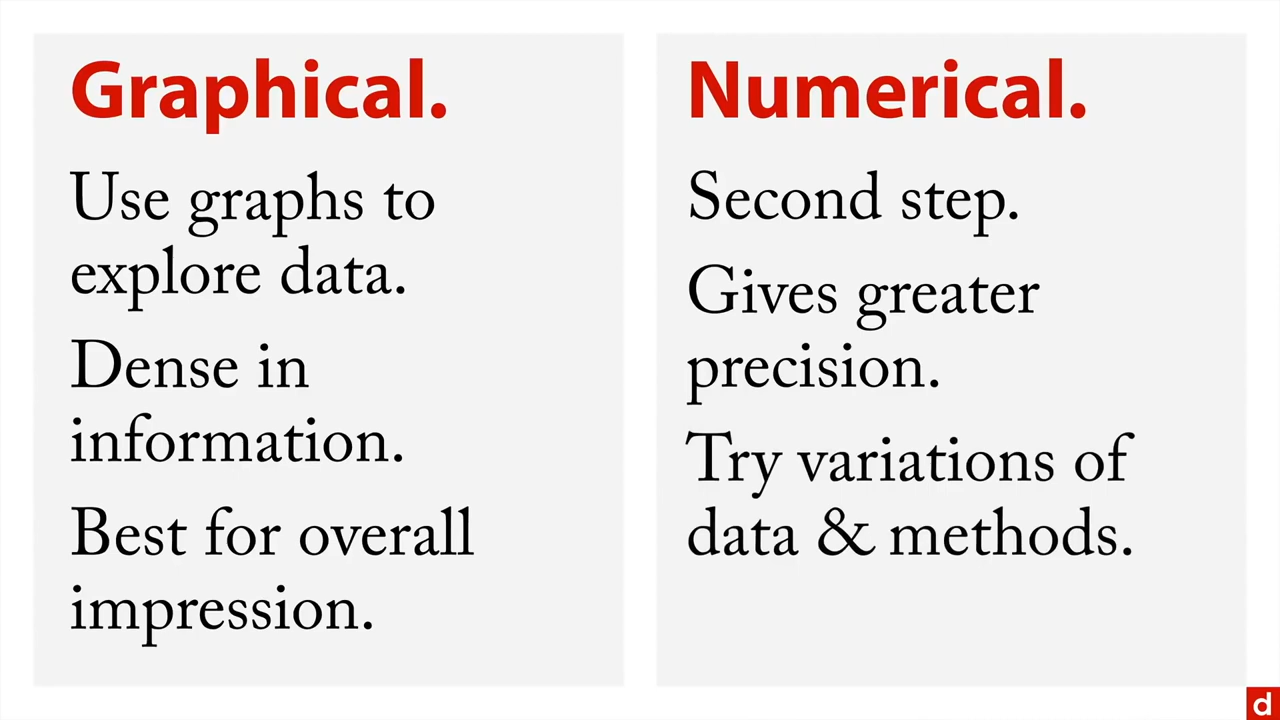 Graphical.
Use graphs to
explore data.
Dense in
information.
Best for overall
impression.
Numerical.
Second step.
Gives greater
precision.
Try variations of
data & methods.
d